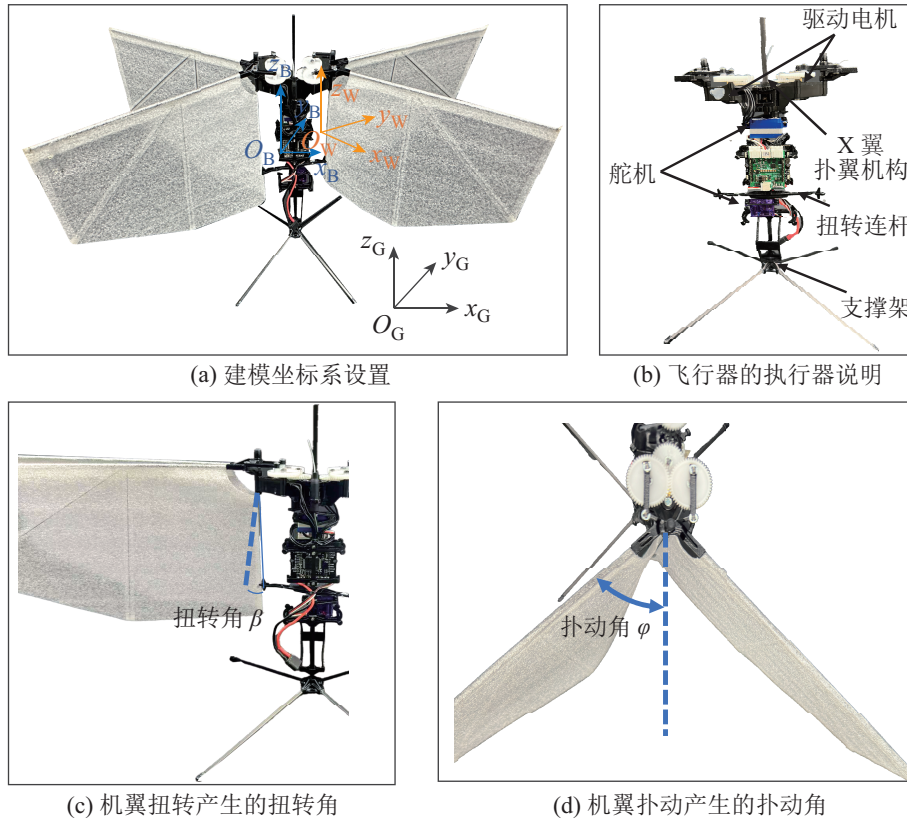 z_B
y_B
O_B
x_B
z_W
y_W
O_W
x_W
z_G
y_G
x_G
O_G
(a) 建模坐标系设置
驱动电机
X 翼
扑翼机构
舵机
扭转连杆
支撑架
(b) 飞行器的执行器说明
扭转角 β
(c) 机翼扭转产生的扭转角
扑动角 φ
(d) 机翼扑动产生的扑动角